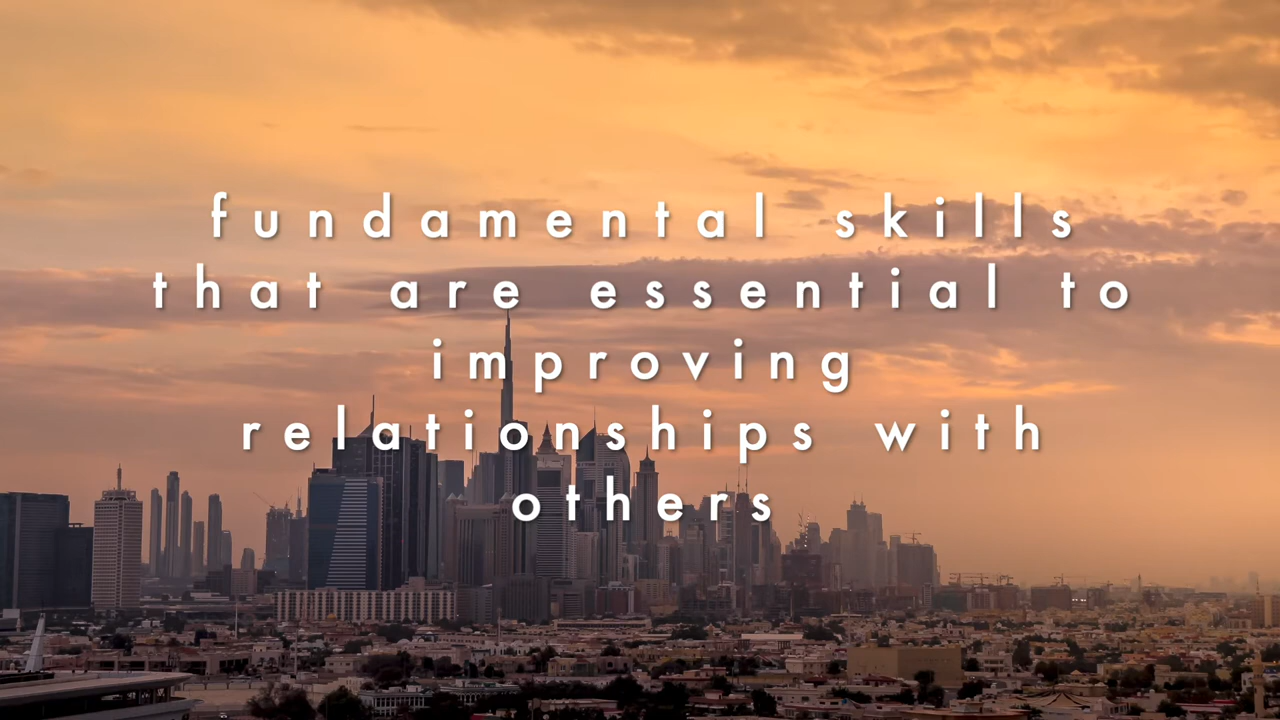 fundamental skills
that are essential to
improving
relationships with
others